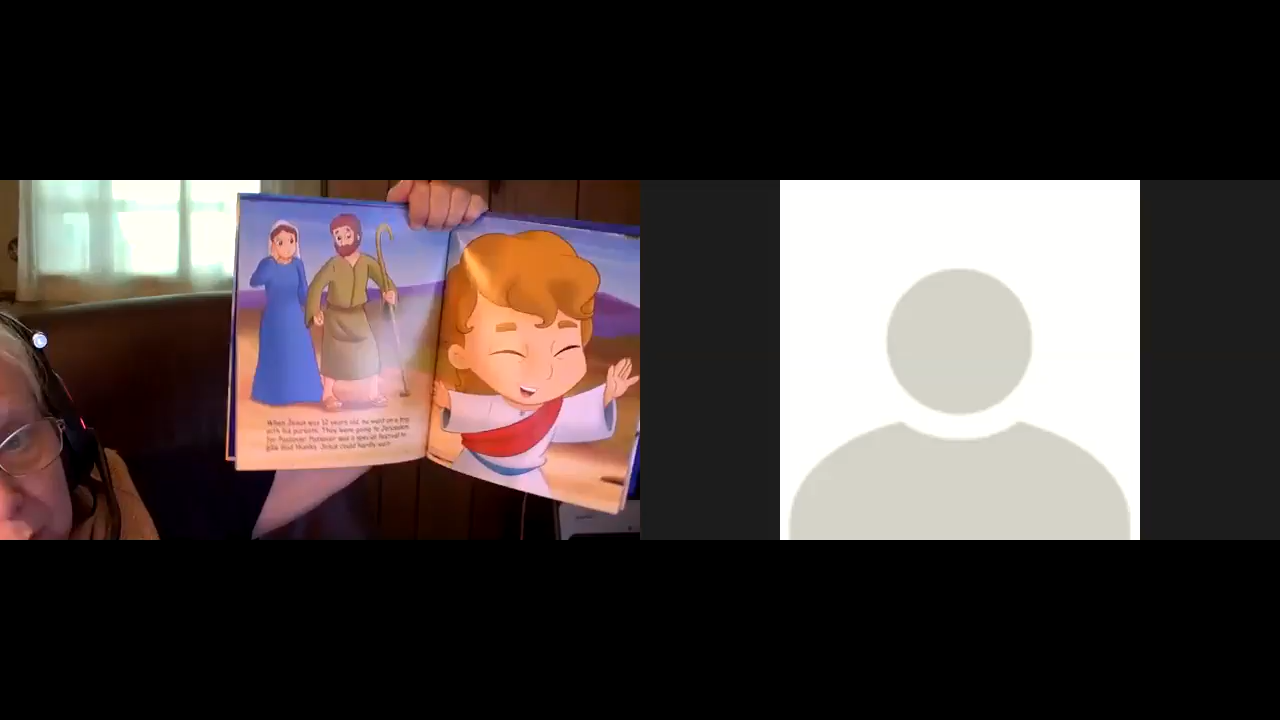 When Jesus was 12 years old, he went on a trip
with his parents. They were going to Jerusalem
for Passover. Passover was a special festival to
give God thanks. Jesus could hardly wait.